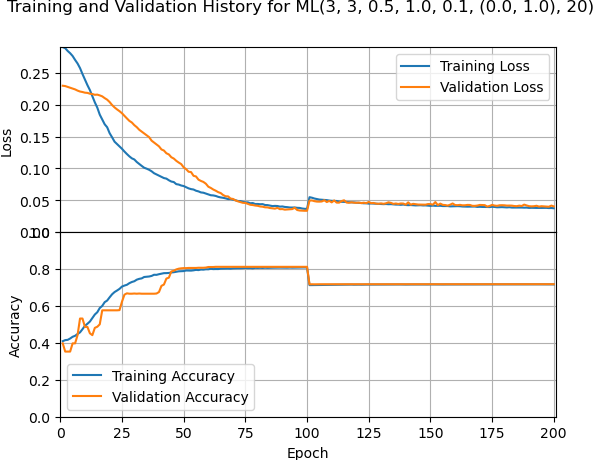 Training and Validation History for ML(3, 3, 0.5, 1.0, 0.1, (0.0, 1.0), 20)
0.25
0.20
0.15
0.10
0.05
0.00
Loss
Training Loss
Validation Loss
1.0
0.8
0.6
0.4
0.2
0.0
Accuracy
Training Accuracy
Validation Accuracy
0
25
50
75
100
125
150
175
200
Epoch